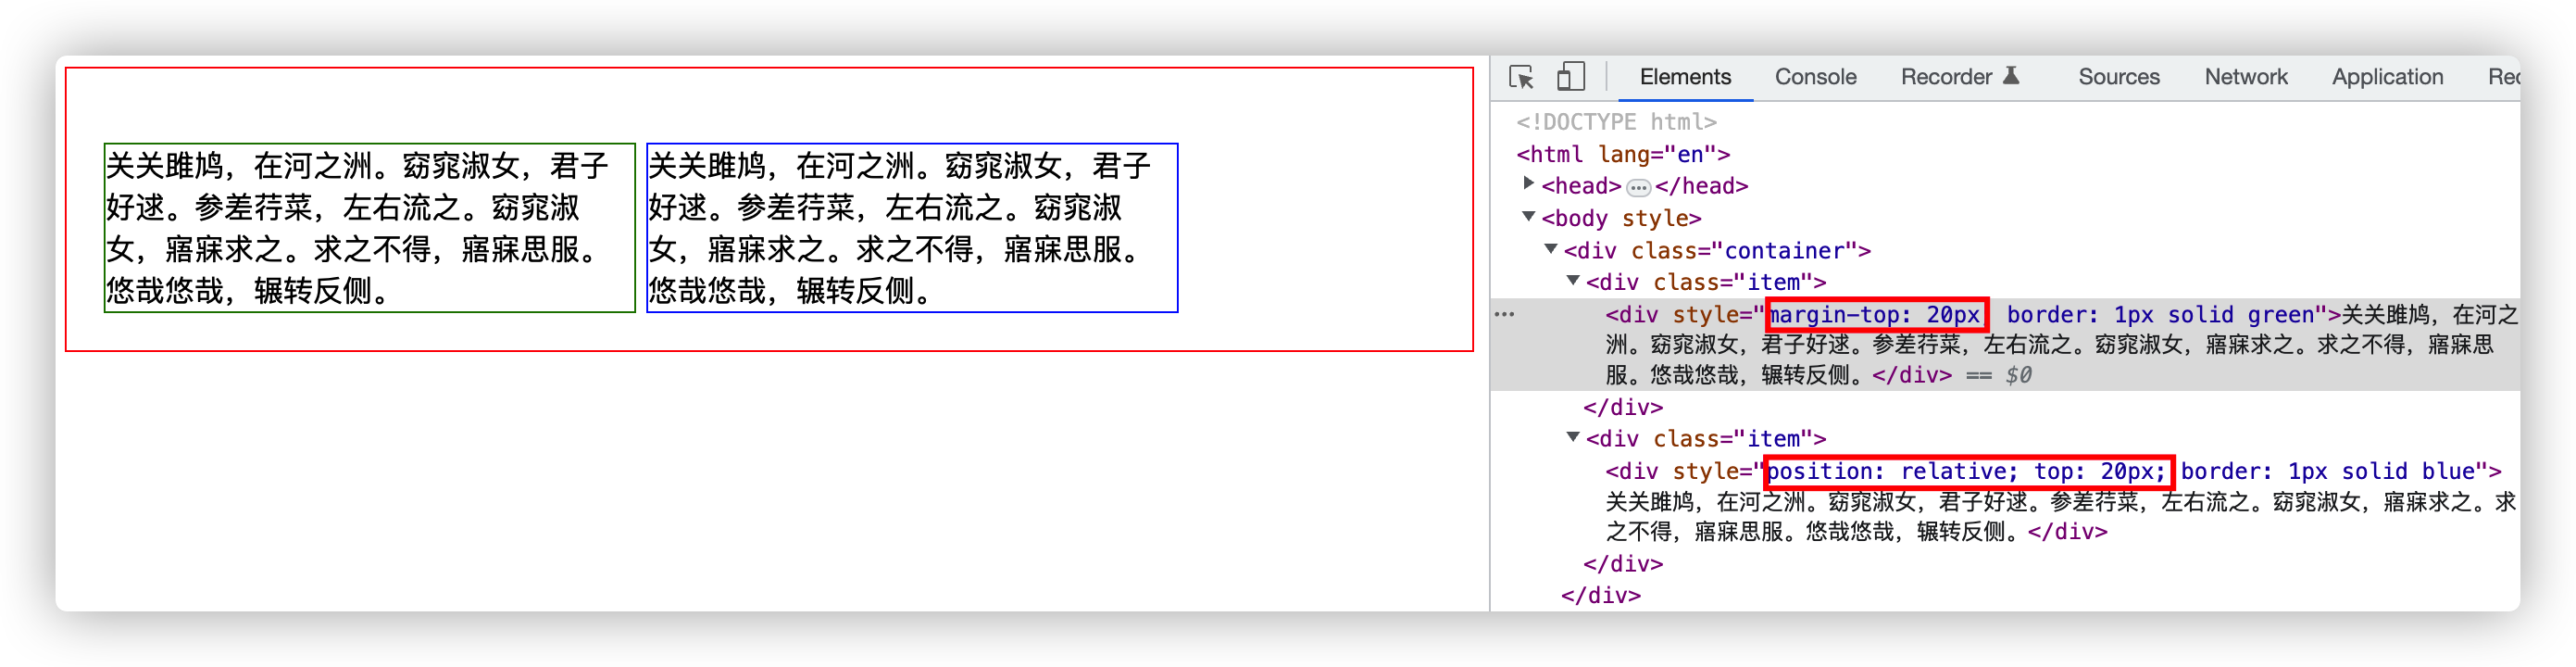 关关雎鸠，在河之洲。窈窕淑女，君子
好逑。参差荇菜，左右流之。窈窕淑
女，寤寐求之。求之不得，寤寐思服。
悠哉悠哉，辗转反侧。
关关雎鸠，在河之洲。窈窕淑女，君子
好逑。参差荇菜，左右流之。窈窕淑
女，寤寐求之。求之不得，寤寐思服。
悠哉悠哉，辗转反侧。
Elements Console Recorder Sources Network Application Rec
<!DOCTYPE html>
<html lang="en">
<head>…</head>
<body style>
<div class="container">
<div class="item">
<div style="margin-top: 20px border: 1px solid green">关关雎鸠，在河之
洲。窈窕淑女，君子好逑。参差荇菜，左右流之。窈窕淑女，寤寐求之。求之不得，寤寐思
服。悠哉悠哉，辗转反侧。</div> == $0
</div>
<div class="item">
<div style="position: relative; top: 20px; border: 1px solid blue">
关关雎鸠，在河之洲。窈窕淑女，君子好逑。参差荇菜，左右流之。窈窕淑女，寤寐求之。求
之不得，寤寐思服。悠哉悠哉，辗转反侧。</div>
</div>
</div>